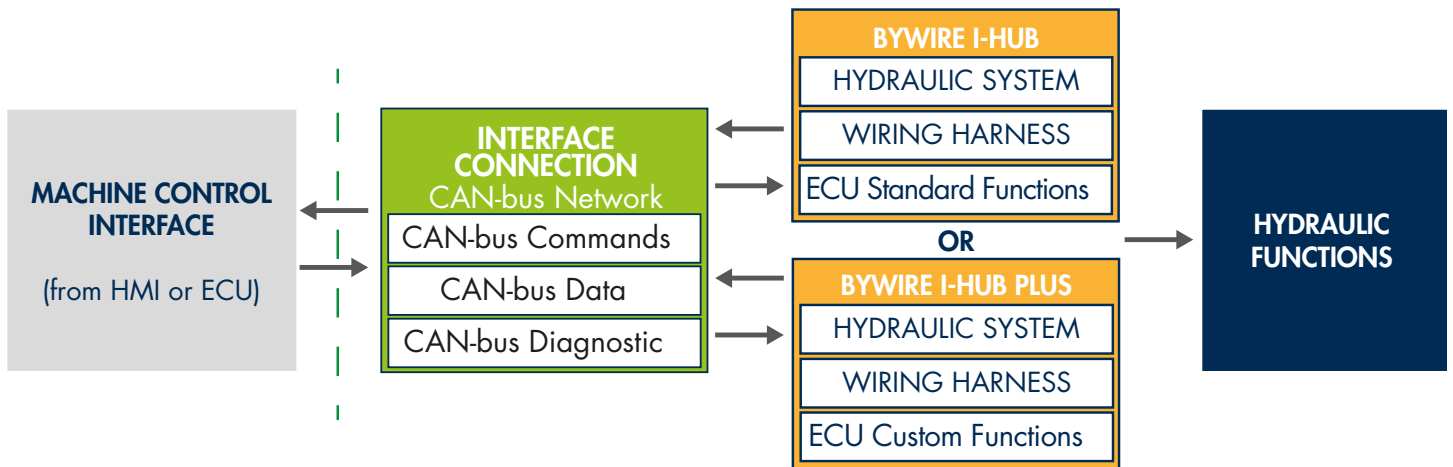 MACHINE CONTROL
INTERFACE
(from HMI or ECU)
INTERFACE
CONNECTION
CAN-bus Network
CAN-bus Commands
CAN-bus Data
CAN-bus Diagnostic
BYWIRE I-HUB
HYDRAULIC SYSTEM
WIRING HARNESS
ECU Standard Functions
OR
BYWIRE I-HUB PLUS
HYDRAULIC SYSTEM
WIRING HARNESS
ECU Custom Functions
HYDRAULIC
FUNCTIONS